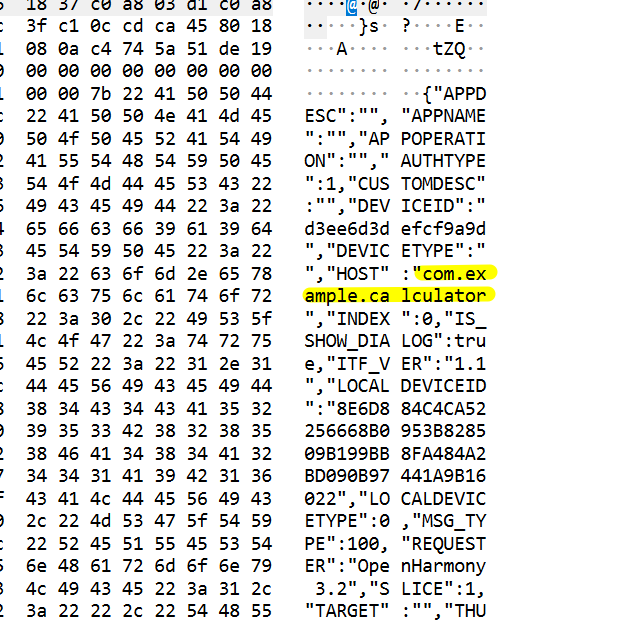 18 37 c0 a8 03 d1 c0 a8 ····@·@· ·7······
3f c1 0c cd ca 45 80 18 ·····}s· ?····E··
08 0a c4 74 5a 51 de 19 ···A···· ···tZQ··
00 00 00 00 00 00 00 00 ········ ········
00 00 7b 22 41 50 50 44 ········ ··{"APPD
22 41 50 50 4e 41 4d 45 ESC":"", "APPNAME
50 4f 50 45 52 41 54 49 ":"","AP POPERATI
41 55 54 48 54 59 50 45 ON":""," AUTHTYPE
54 4f 4d 44 45 53 43 22 ":1,"CUS TOMDESC"
49 43 45 49 44 22 3a 22 :"","DEV ICEID":"
65 66 63 66 39 61 39 64 d3ee6d3d efcf9a9d
45 54 59 50 45 22 3a 22 ","DEVIC ETYPE":"
3a 22 63 6f 6d 2e 65 78 ","HOST" :"com.ex
6c 63 75 6c 61 74 6f 72 ample.ca lculator
22 3a 30 2c 22 49 53 5f ","INDEX ":0,"IS_
4c 4f 47 22 3a 74 72 75 SHOW_DIA LOG":tru
45 52 22 3a 22 31 2e 31 e,"ITF_V ER":"1.1
44 45 56 49 43 45 49 44 ","LOCAL DEVICEID
38 34 43 34 43 41 35 32 ":"8E6D8 84C4CA52
39 35 33 42 38 32 38 35 256668B0 953B8285
38 46 41 34 38 34 41 32 09B199BB 8FA484A2
34 34 31 41 39 42 31 36 BD090B97 441A9B16
43 41 4c 44 45 56 49 43 022","LO CALDEVIC
2c 22 4d 53 47 5f 54 59 ETYPE":0 ,"MSG_TY
22 52 45 51 55 45 53 54 PE":100, "REQUEST
6e 48 61 72 6d 6f 6e 79 ER":"Ope nHarmony
4c 49 43 45 22 3a 31 2c 3.2","S LICE":1,
3a 22 22 2c 22 54 48 55 "TARGET" :"","THU